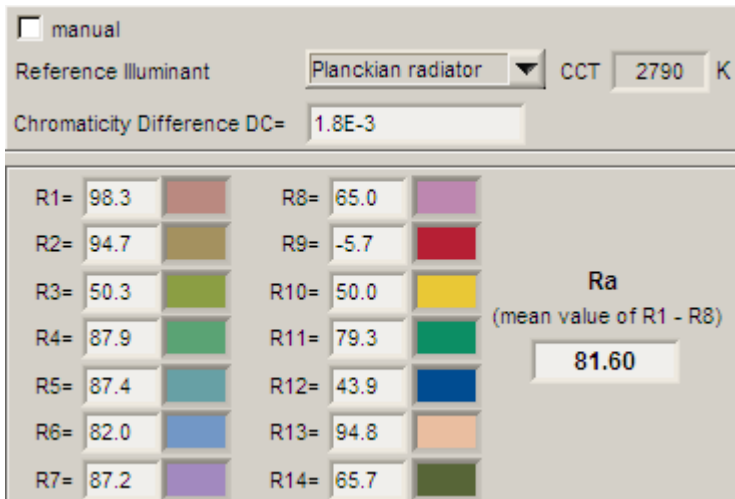 manual
Reference Illuminant Planckian radiator CCT 2790 K
Chromaticity Difference DC= 1.8E-3
R1= 98.3 R8= 65.0
R2= 94.7 R9= -5.7
R3= 50.3 R10= 50.0
R4= 87.9 R11= 79.3
R5= 87.4 R12= 43.9
R6= 82.0 R13= 94.8
R7= 87.2 R14= 65.7
Ra
(mean value of R1 - R8)
81.60